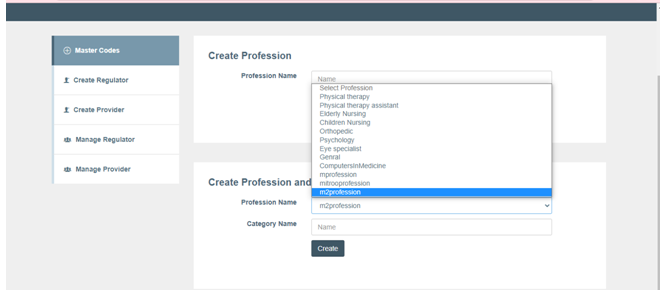 Master Codes
Create Regulator
Create Provider
Manage Regulator
Manage Provider
Create Profession
Profession Name
Name
Select Profession
Physical therapy
Physical therapy assistant
Elderly Nursing
Children Nursing
Orthopedic
Psychology
Eye specialist
Genral
ComputersInMedicine
mprofession
mitrooprofession
m2profession
Create Profession and
Profession Name
m2profession
Category Name
Name
Create